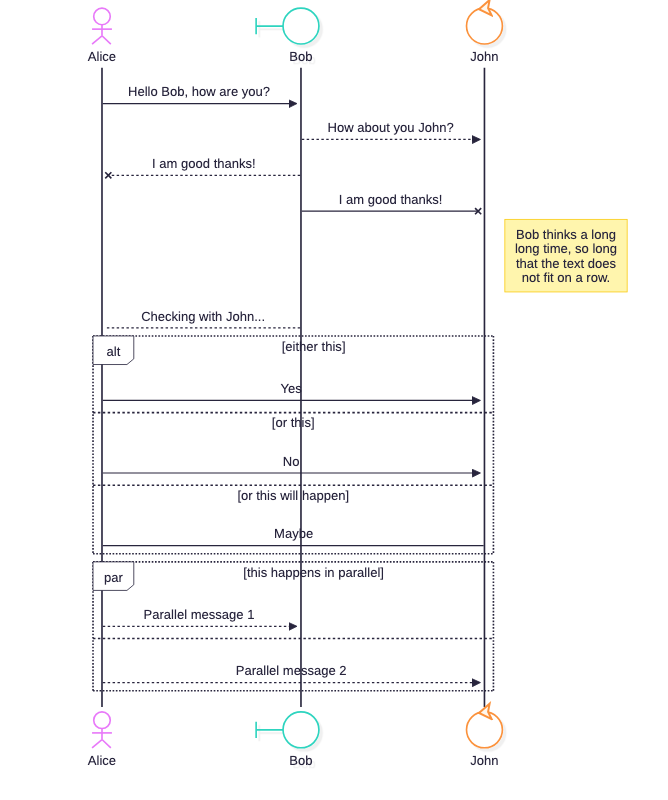 Alice
Bob
John
Hello Bob, how are you?
How about you John?
I am good thanks!
I am good thanks!
Bob thinks a long
long time, so long
that the text does
not fit on a row.
Checking with John...
alt
[either this]
Yes
[or this]
No
[or this will happen]
Maybe
par
[this happens in parallel]
Parallel message 1
Parallel message 2
Alice
Bob
John